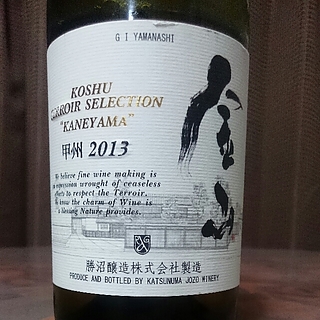 G I YAMANASHI
KOSHU
TERROIR SELECTION
"KANEYAMA"
甲州 2013
金山
We believe fine wine making is
an expression wrought of ceaseless
efforts to respect the Terroir.
We know the charm of Wine is
a blessing Nature provides.
勝沼醸造株式会社製造
PRODUCE AND BOTTLED BY KATSUNUMA JOZO WINERY